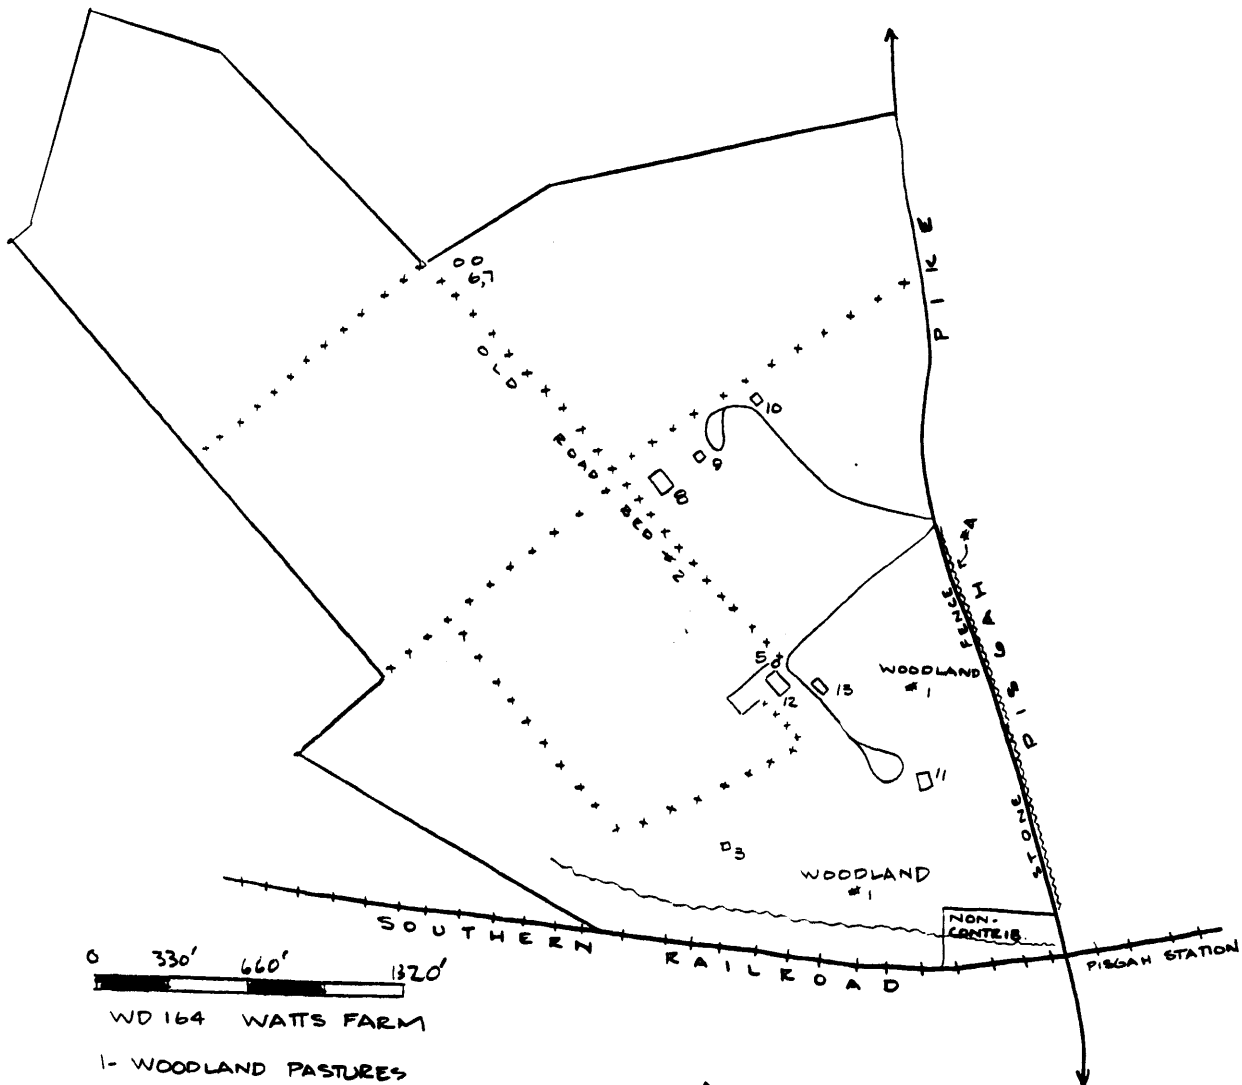 6,7
OLD
ROAD BED #2
10
9
8
PISGAH PIKE
#4
STONE FENCE
5
12
13
WOODLAND
#1
11
3
WOODLAND
#1
NON-
CONTRIB.
SOUTHERN RAILROAD
PISGAH STATION
0 330' 660' 1320'
WD 164 WATTS FARM
1- WOODLAND PASTURES